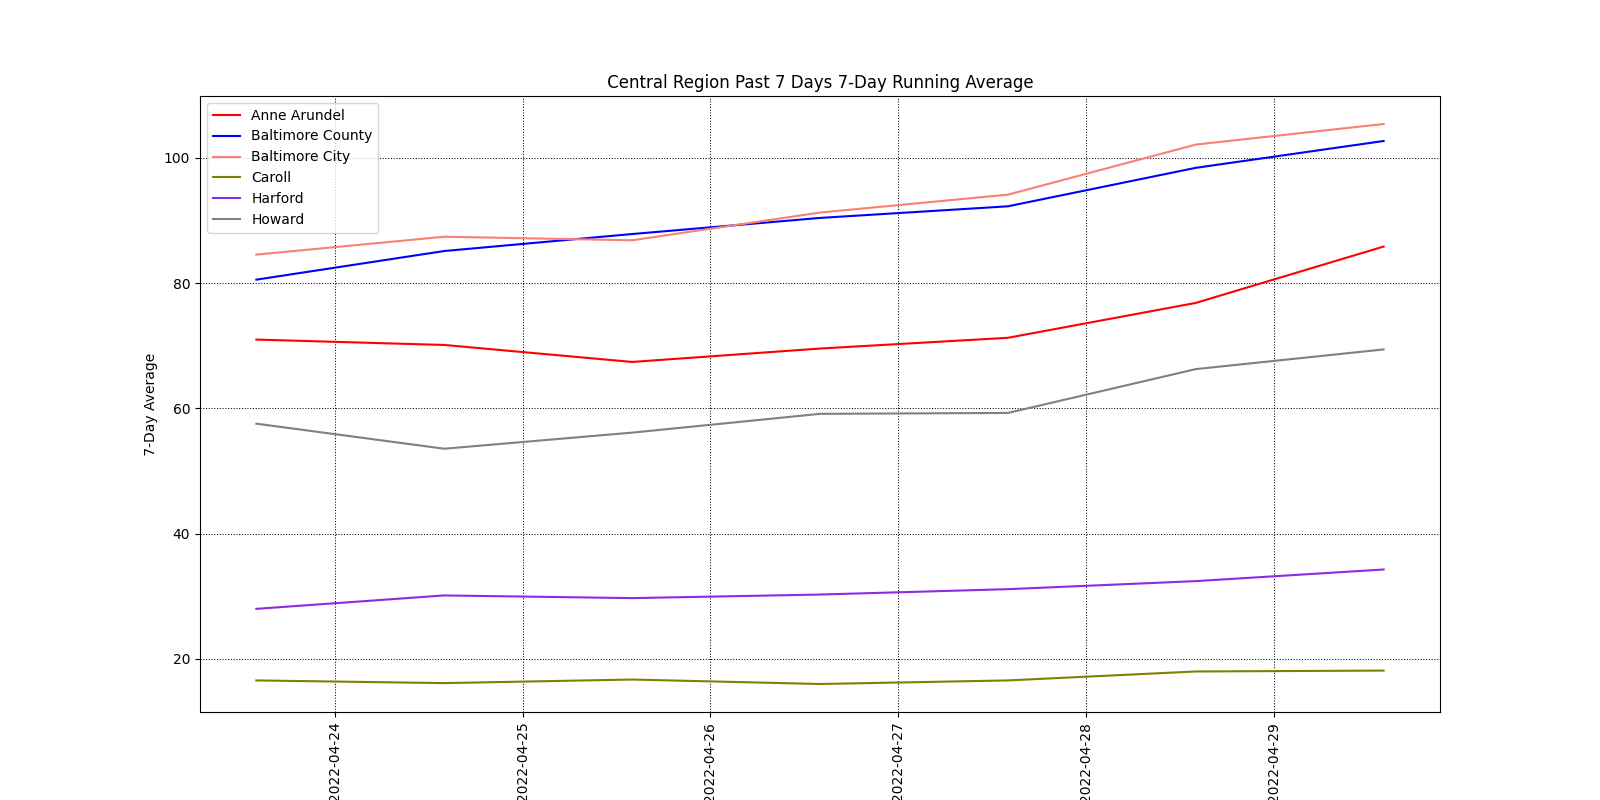 Central Region Past 7 Days 7-Day Running Average
Anne Arundel
Baltimore County
Baltimore City
Caroll
Harford
Howard
7-Day Average
100
80
60
40
20
2022-04-24
2022-04-25
2022-04-26
2022-04-27
2022-04-28
2022-04-29